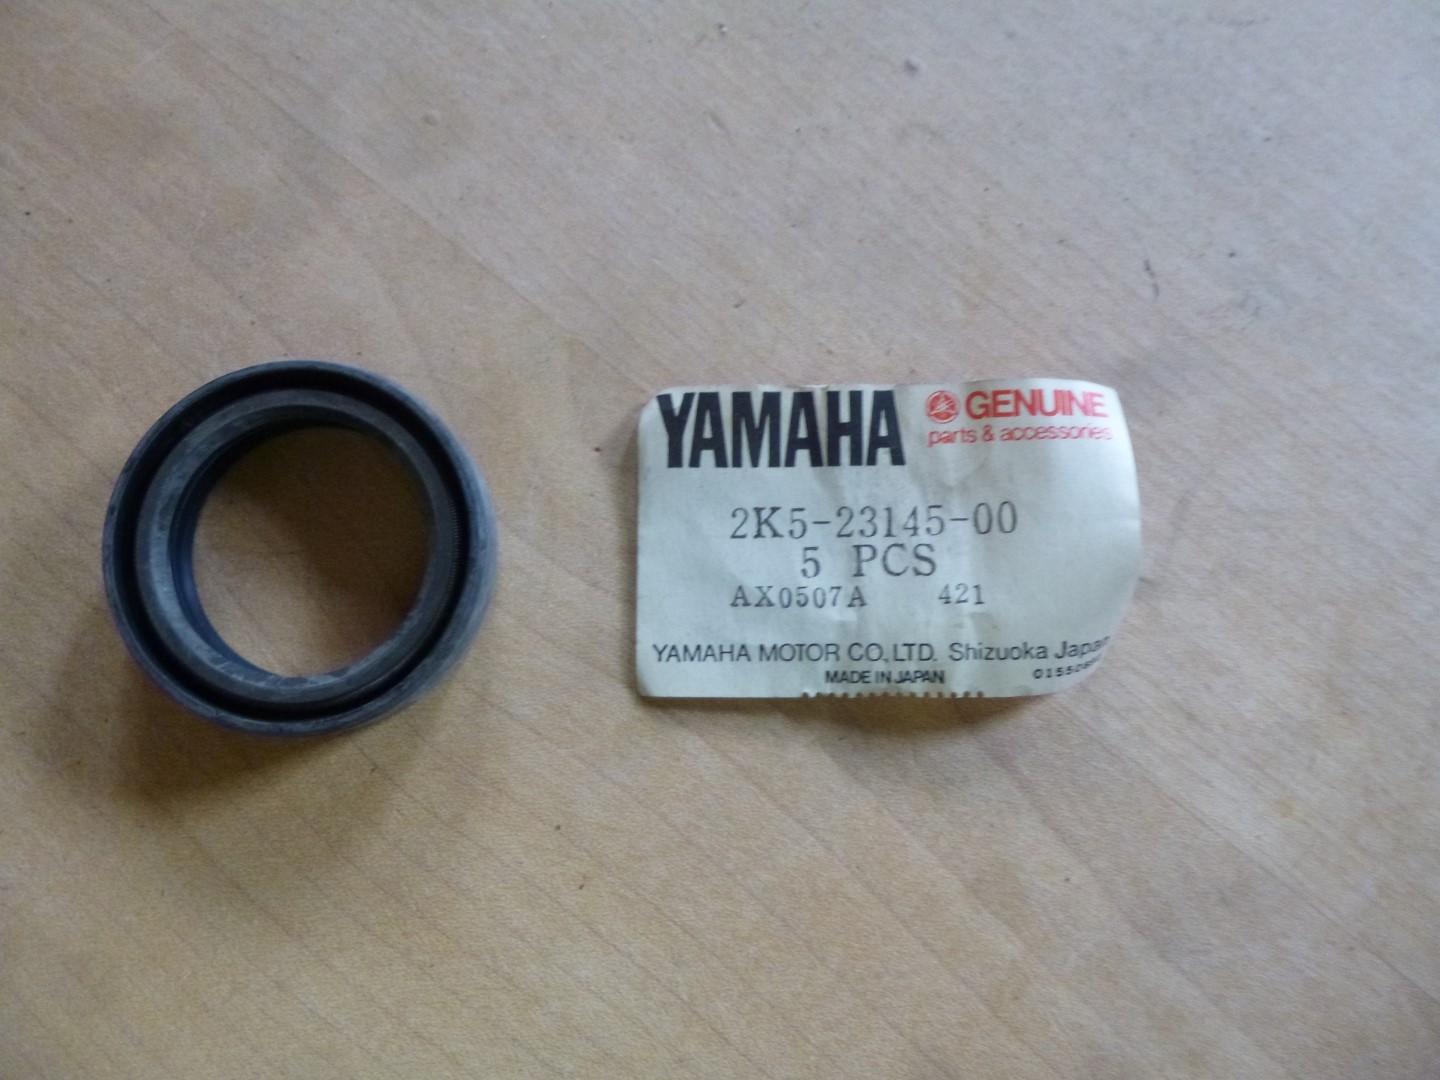 YAMAHA GENUINE
parts & accessories
2K5-23145-00
5 PCS
AX0507A 421
YAMAHA MOTOR CO., LTD. Shizuoka Japan
MADE IN JAPAN